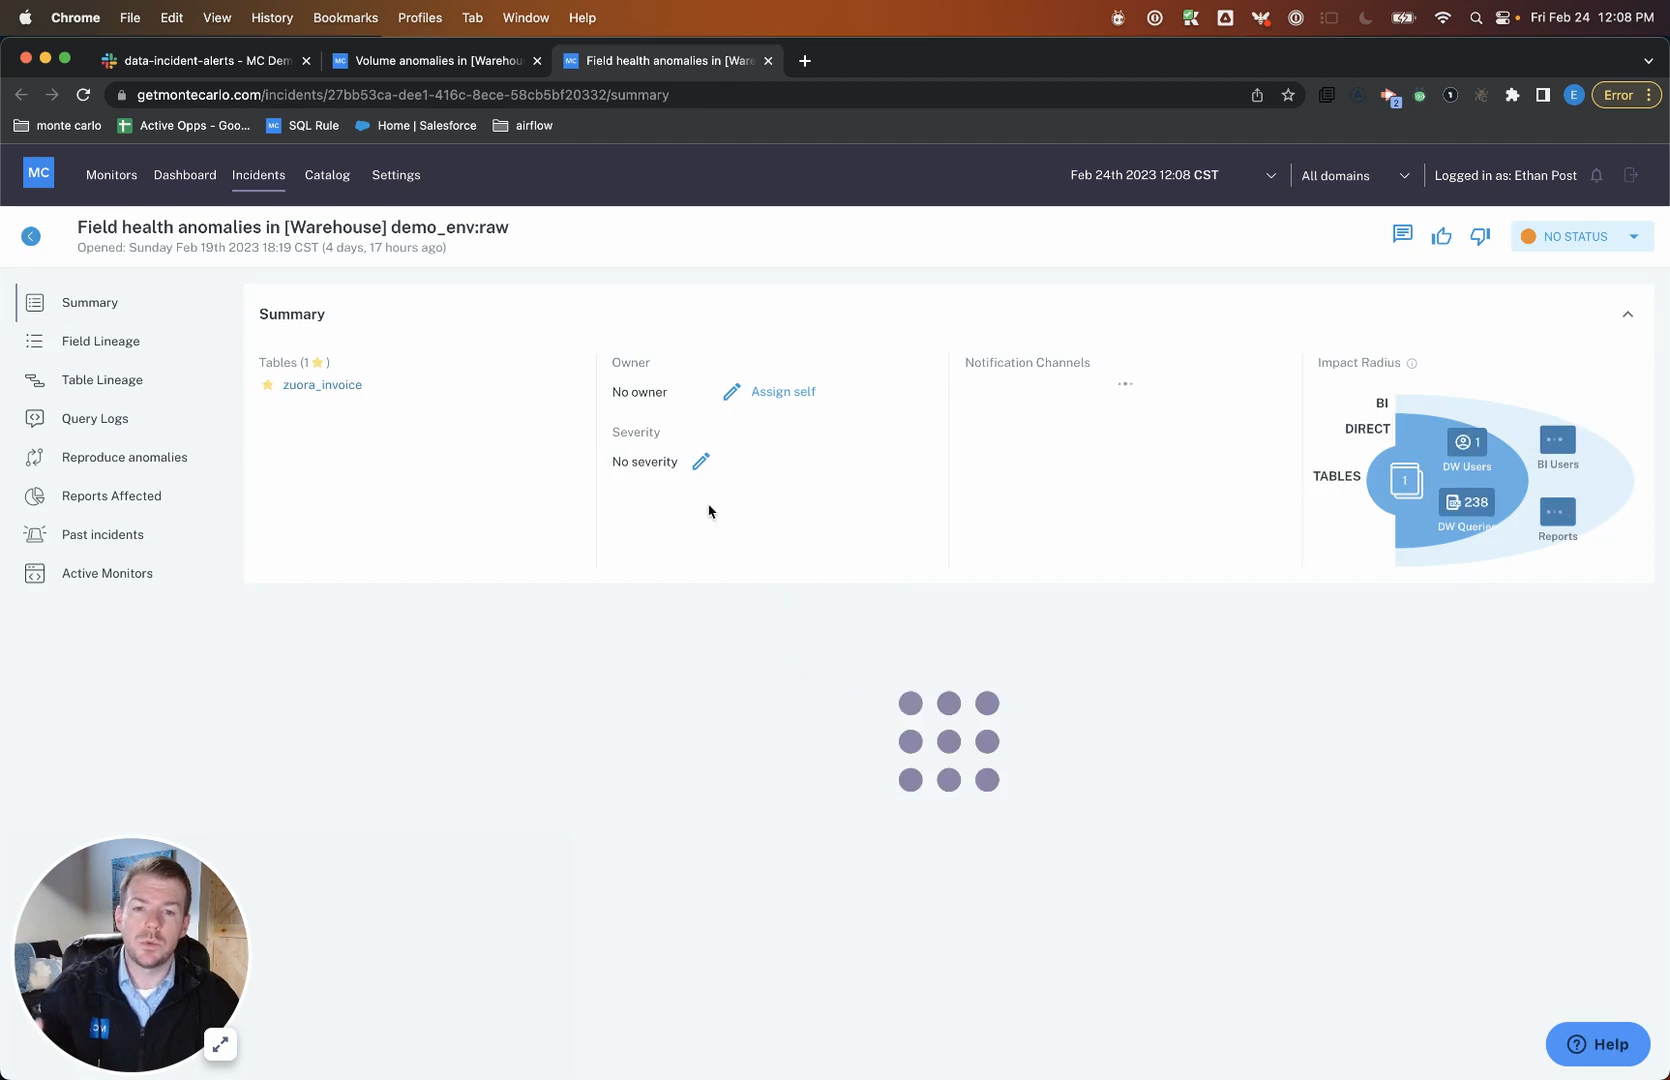 Chrome File Edit View History Bookmarks Profiles Tab Window Help Fri Feb 24 12:08 PM
data-incident-alerts - MC Dem Volume anomalies in [Warehou Field health anomalies in [Ware
getmontecarlo.com/incidents/27bb53ca-dee1-416c-8ece-58cb5bf20332/summary 2 E Error
monte carlo Active Opps - Goo... MC SQL Rule Home | Salesforce airflow
MC Monitors Dashboard Incidents Catalog Settings Feb 24th 2023 12:08 CST All domains Logged in as: Ethan Post
Field health anomalies in [Warehouse] demo_env:raw
Opened: Sunday Feb 19th 2023 18:19 CST (4 days, 17 hours ago)
NO STATUS
Summary
Field Lineage
Table Lineage
Query Logs
Reproduce anomalies
Reports Affected
Past incidents
Active Monitors
Summary
Tables (1 )
zuora_invoice
Owner
No owner Assign self
Severity
No severity
Notification Channels
Impact Radius
BI
DIRECT
TABLES
1
1
DW Users
238
DW Queries
BI Users
Reports
MC
Help